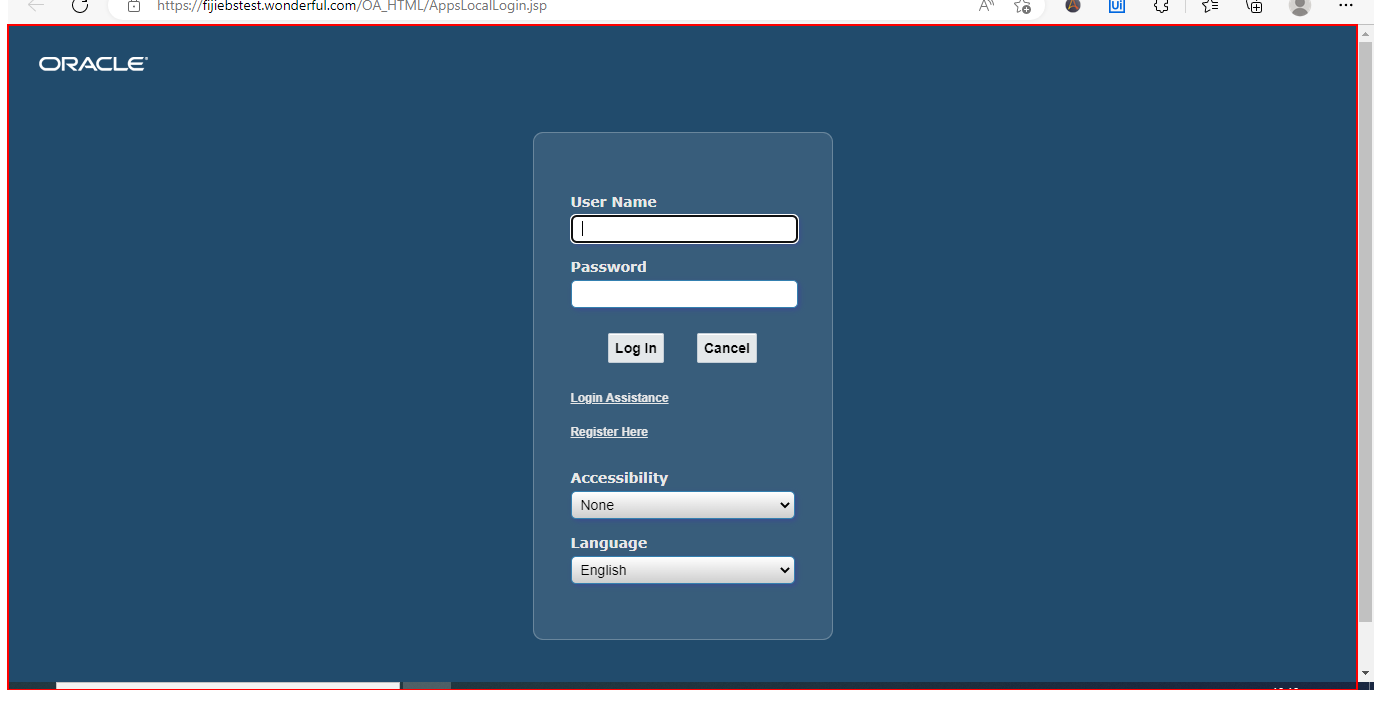 https://fijiebstest.wonderful.com/OA_HTML/AppsLocalLogin.jsp
ORACLE
User Name
Password
Log In Cancel
Login Assistance
Register Here
Accessibility
None
Language
English